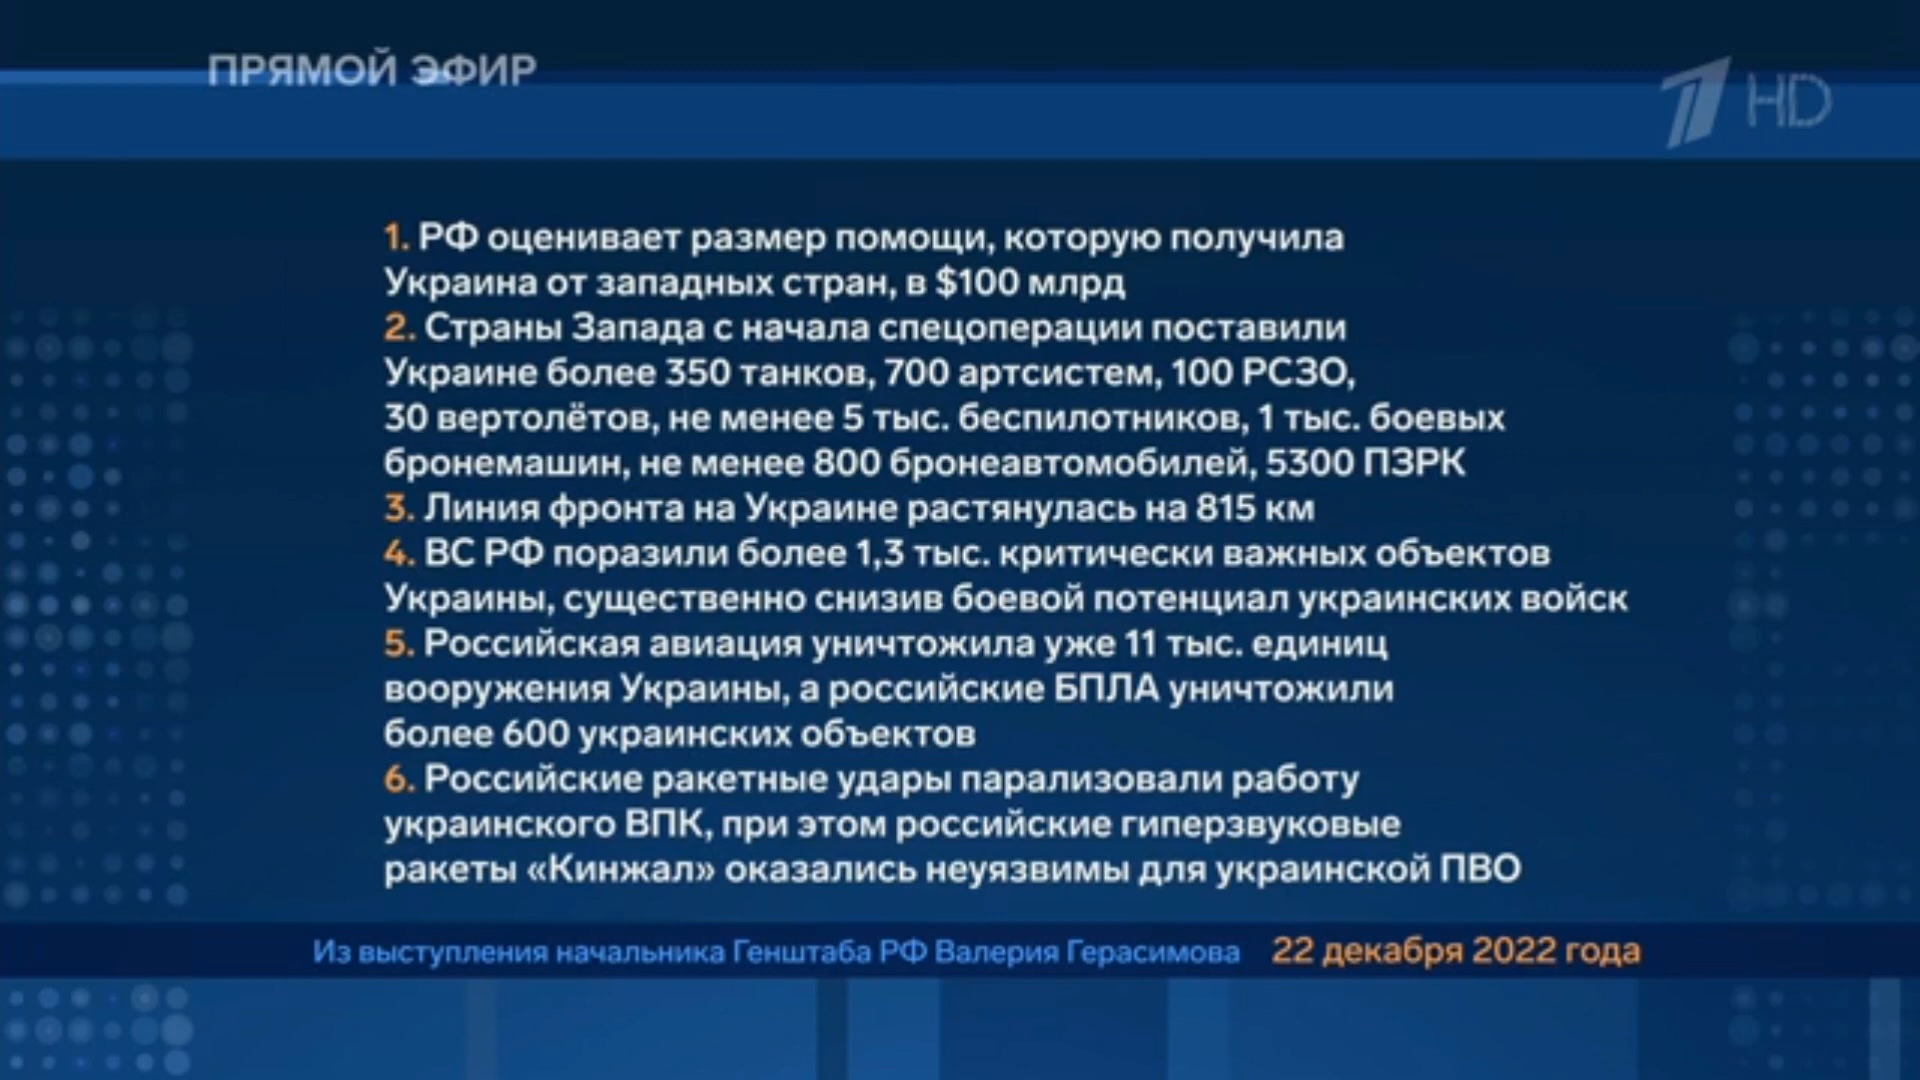 ПРЯМОЙ ЭФИР
1 HD
1. РФ оценивает размер помощи, которую получила
Украина от западных стран, в $100 млрд
2. Страны Запада с начала спецоперации поставили
Украине более 350 танков, 700 артсистем, 100 РСЗО,
30 вертолётов, не менее 5 тыс. беспилотников, 1 тыс. боевых
бронемашин, не менее 800 бронеавтомобилей, 5300 ПЗРК
3. Линия фронта на Украине растянулась на 815 км
4. ВС РФ поразили более 1,3 тыс. критически важных объектов
Украины, существенно снизив боевой потенциал украинских войск
5. Российская авиация уничтожила уже 11 тыс. единиц
вооружения Украины, а российские БПЛА уничтожили
более 600 украинских объектов
6. Российские ракетные удары парализовали работу
украинского ВПК, при этом российские гиперзвуковые
ракеты «Кинжал» оказались неуязвимы для украинской ПВО
Из выступления начальника Генштаба РФ Валерия Герасимова 22 декабря 2022 года